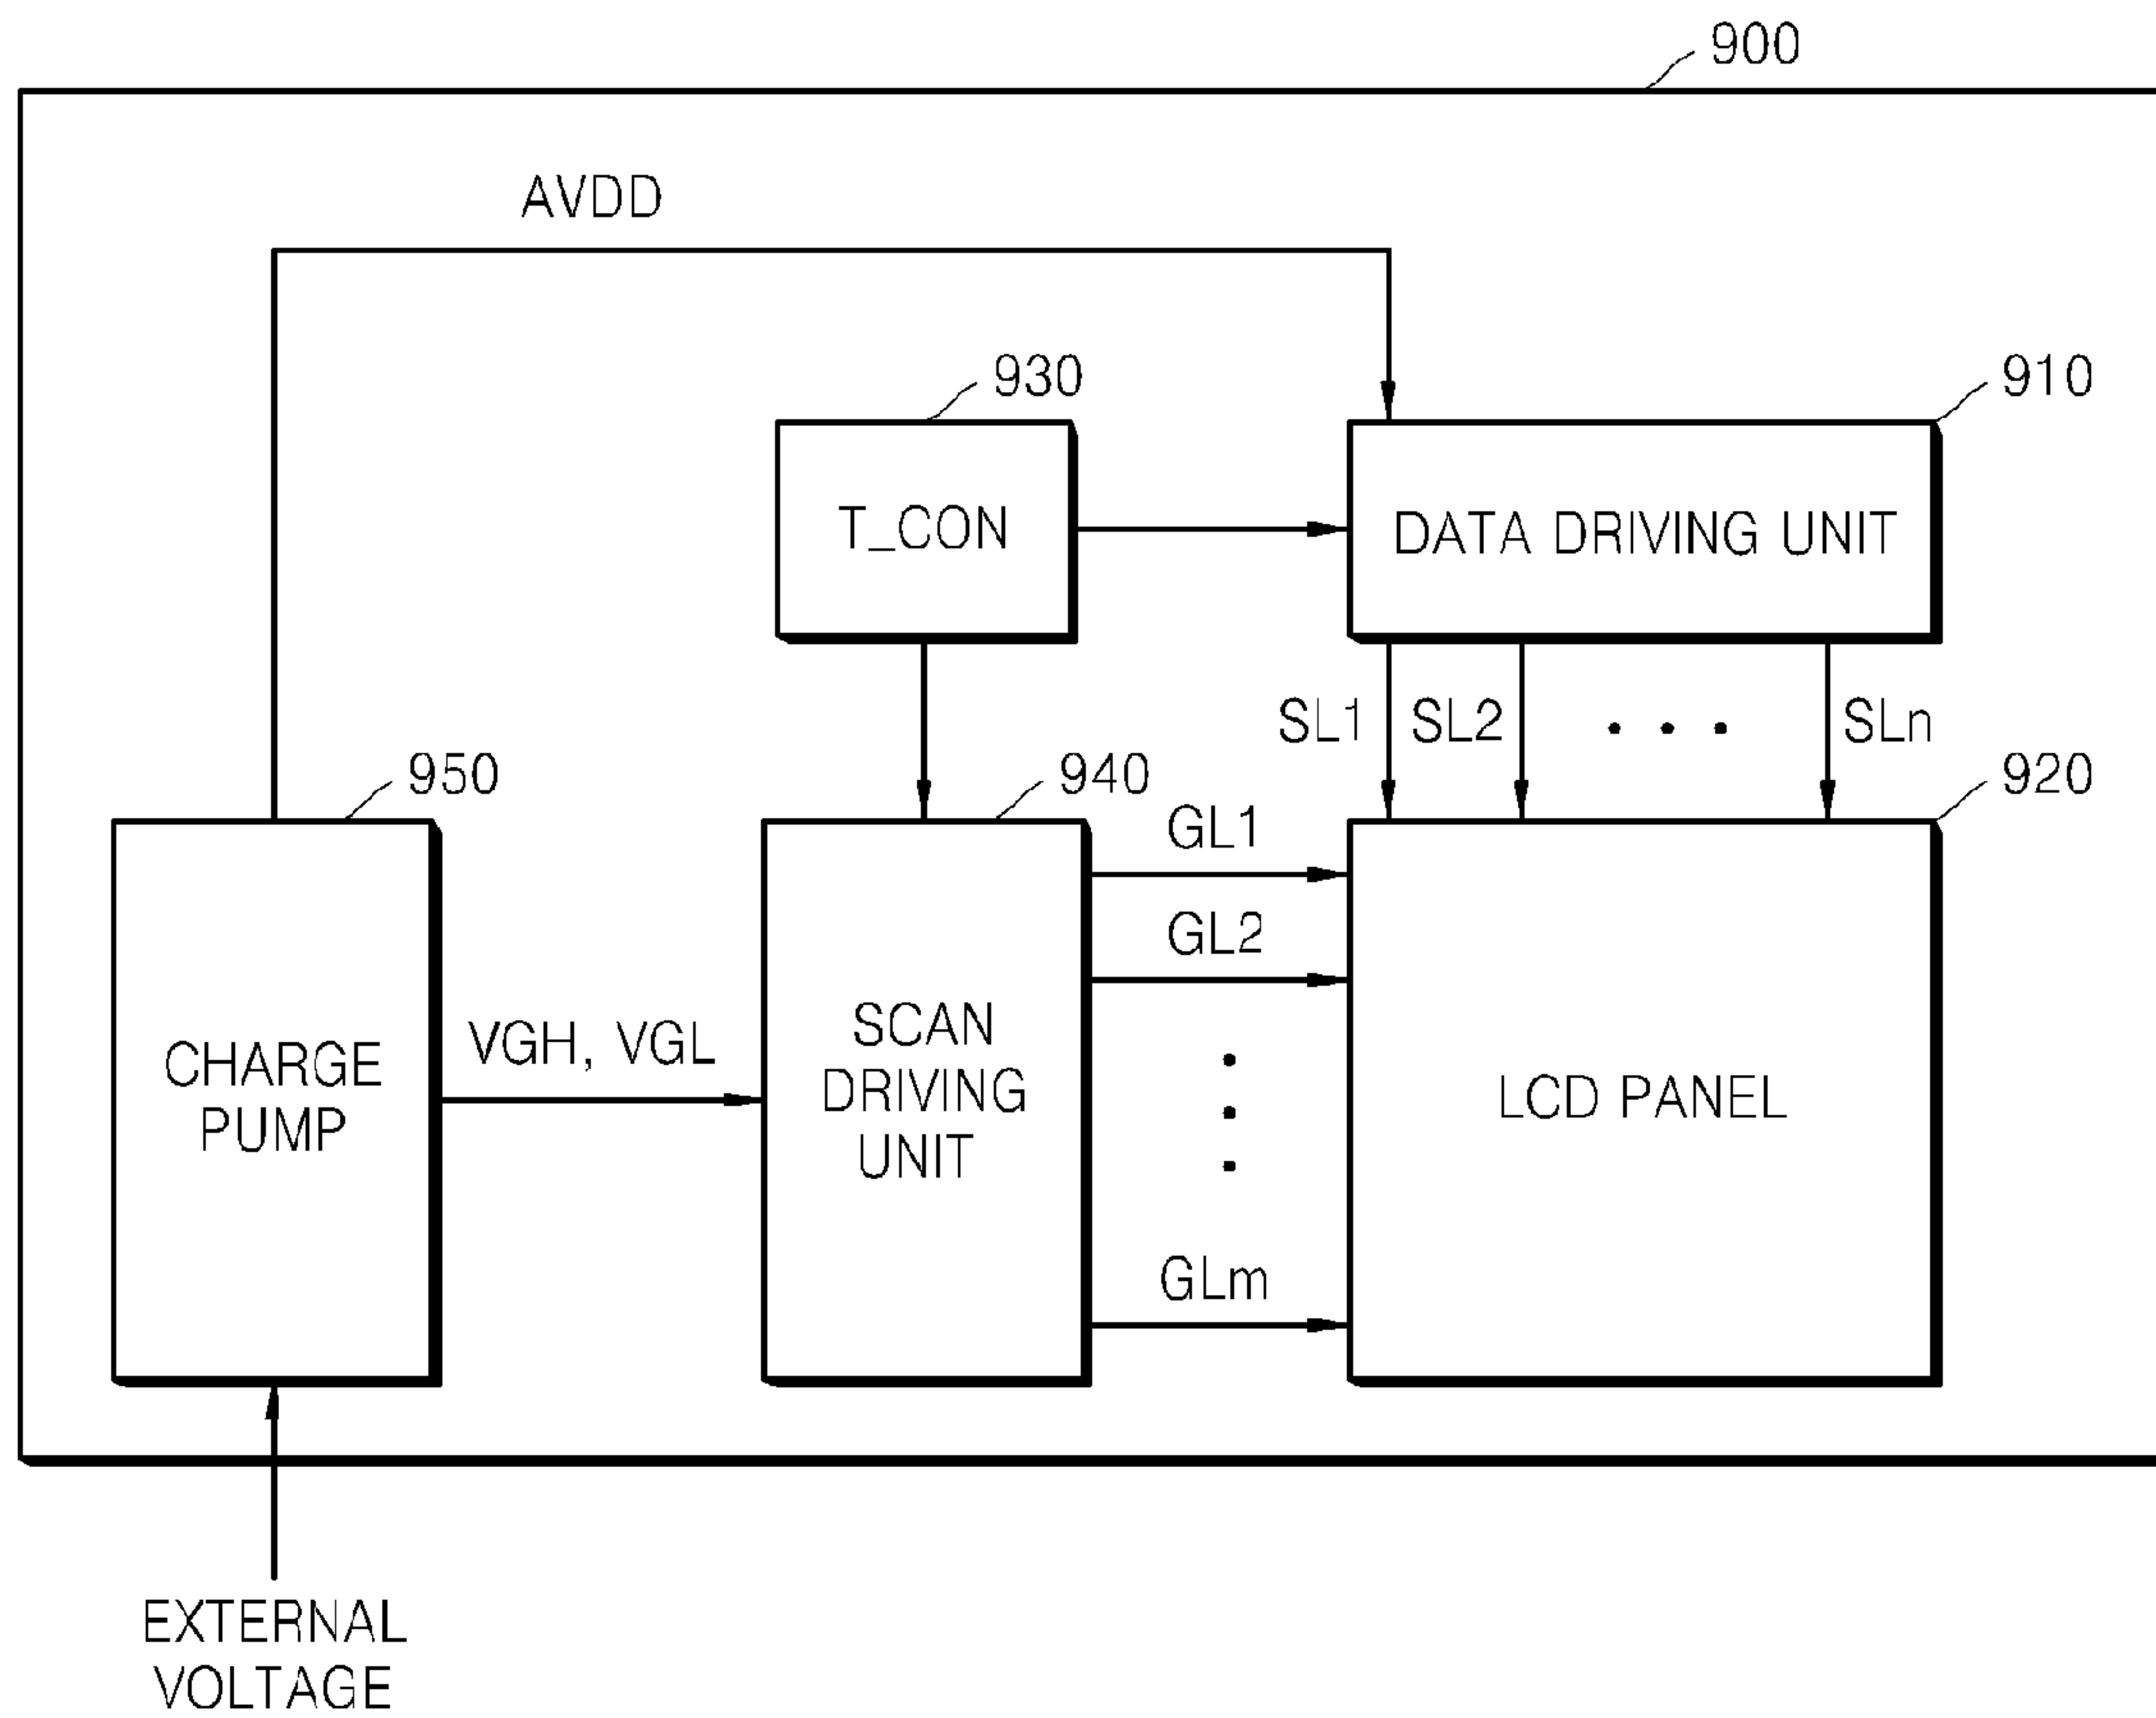 900
AVDD
930
910
T_CON
DATA DRIVING UNIT
SL1
SL2
. . .
SLn
950
940
920
GL1
GL2
.
.
.
GLm
CHARGE
PUMP
VGH, VGL
SCAN
DRIVING
UNIT
LCD PANEL
EXTERNAL
VOLTAGE